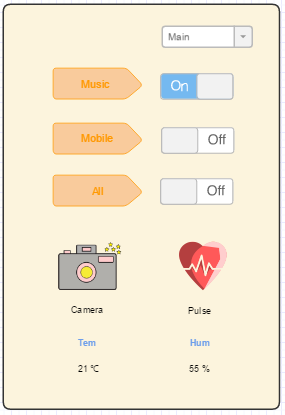 Main
Music On
Mobile Off
All Off
Camera Pulse
Tem Hum
21 ℃ 55 %